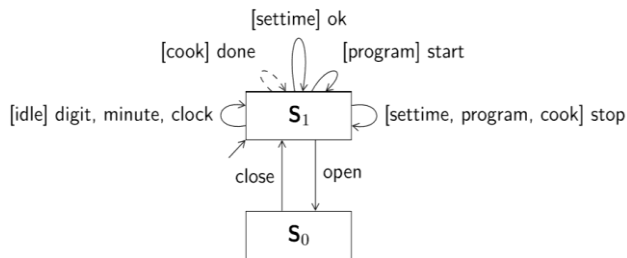 [settime] ok
[cook] done
[program] start
[idle] digit, minute, clock
S₁
[settime, program, cook] stop
close
open
S₀